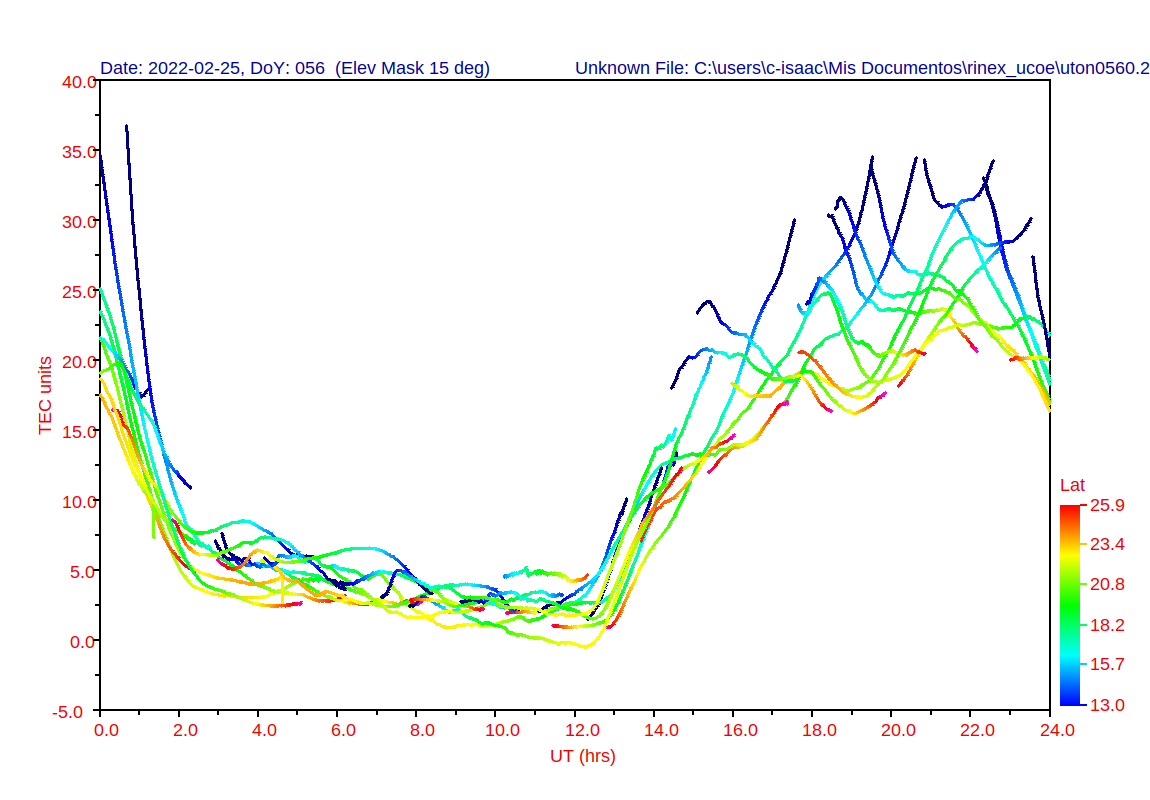 Date: 2022-02-25, DoY: 056  (Elev Mask 15 deg)
Unknown File: C:\users\c-isaac\Mis Documentos\rinex_ucoe\uton0560.2
40.0
35.0
30.0
25.0
20.0
15.0
10.0
5.0
0.0
-5.0
TEC units
0.0 2.0 4.0 6.0 8.0 10.0 12.0 14.0 16.0 18.0 20.0 22.0 24.0
UT (hrs)
Lat
25.9
23.4
20.8
18.2
15.7
13.0